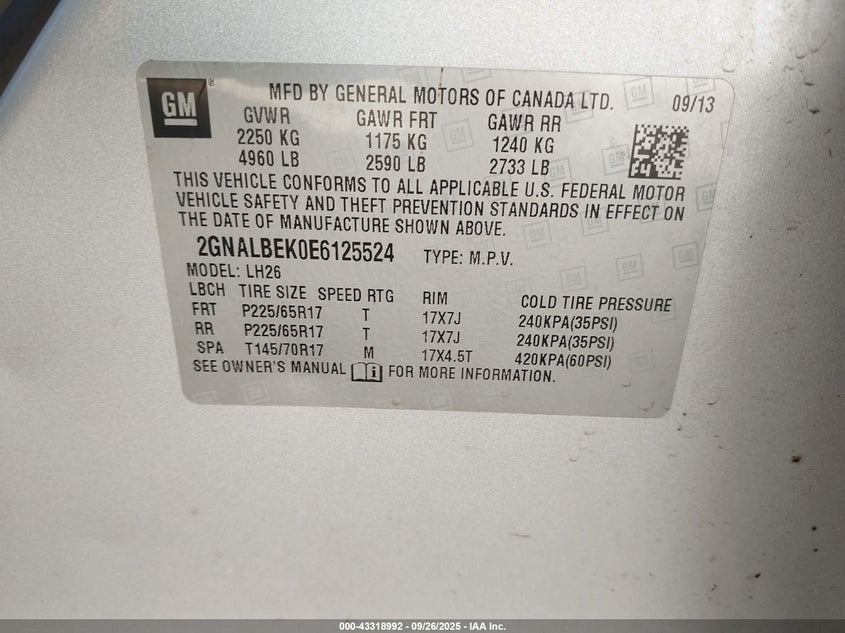 GM
MFD BY GENERAL MOTORS OF CANADA LTD. 09/13
GVWR GAWR FRT GAWR RR
2250 KG 1175 KG 1240 KG
4960 LB 2590 LB 2733 LB
THIS VEHICLE CONFORMS TO ALL APPLICABLE U.S. FEDERAL MOTOR
VEHICLE SAFETY AND THEFT PREVENTION STANDARDS IN EFFECT ON
THE DATE OF MANUFACTURE SHOWN ABOVE.
2GNALBEK0E6125524 TYPE: M.P.V.
MODEL: LH26
LBCH TIRE SIZE SPEED RTG RIM COLD TIRE PRESSURE
FRT P225/65R17 T 17X7J 240KPA(35PSI)
RR P225/65R17 T 17X7J 240KPA(35PSI)
SPA T145/70R17 M 17X4.5T 420KPA(60PSI)
SEE OWNER'S MANUAL FOR MORE INFORMATION.
000-43318992 - 09/26/2025 - IAA Inc.